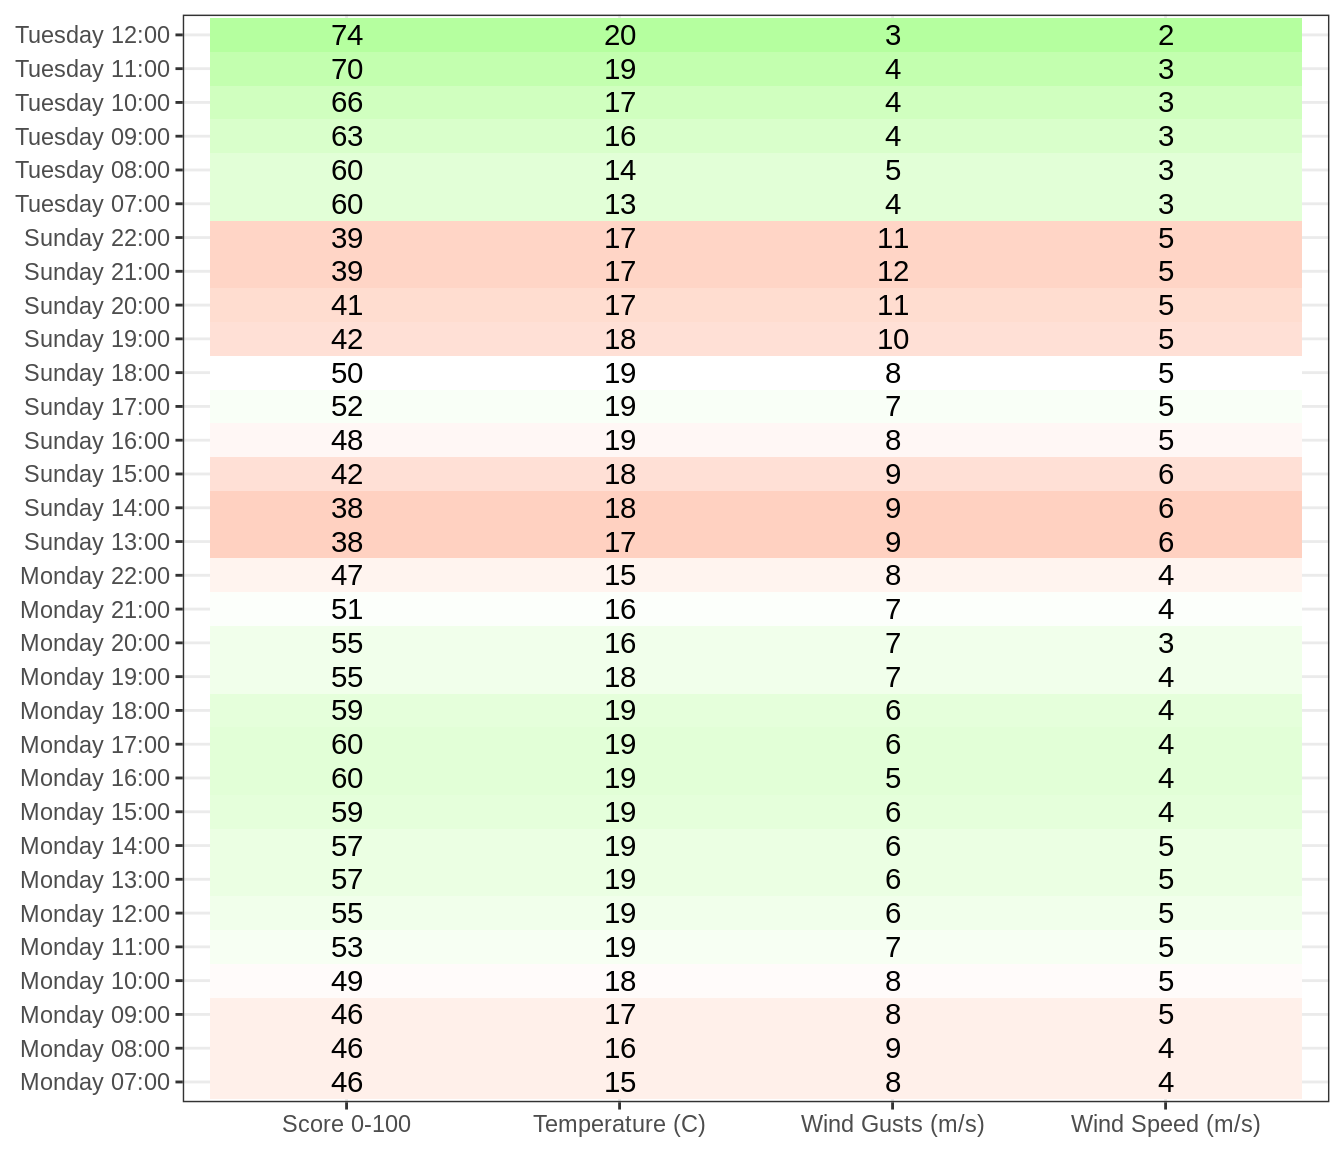 Tuesday 12:00 74 20 3 2
Tuesday 11:00 70 19 4 3
Tuesday 10:00 66 17 4 3
Tuesday 09:00 63 16 4 3
Tuesday 08:00 60 14 5 3
Tuesday 07:00 60 13 4 3
Sunday 22:00 39 17 11 5
Sunday 21:00 39 17 12 5
Sunday 20:00 41 17 11 5
Sunday 19:00 42 18 10 5
Sunday 18:00 50 19 8 5
Sunday 17:00 52 19 7 5
Sunday 16:00 48 19 8 5
Sunday 15:00 42 18 9 6
Sunday 14:00 38 18 9 6
Sunday 13:00 38 17 9 6
Monday 22:00 47 15 8 4
Monday 21:00 51 16 7 4
Monday 20:00 55 16 7 3
Monday 19:00 55 18 7 4
Monday 18:00 59 19 6 4
Monday 17:00 60 19 6 4
Monday 16:00 60 19 5 4
Monday 15:00 59 19 6 4
Monday 14:00 57 19 6 5
Monday 13:00 57 19 6 5
Monday 12:00 55 19 6 5
Monday 11:00 53 19 7 5
Monday 10:00 49 18 8 5
Monday 09:00 46 17 8 5
Monday 08:00 46 16 9 4
Monday 07:00 46 15 8 4
Score 0-100 Temperature (C) Wind Gusts (m/s) Wind Speed (m/s)